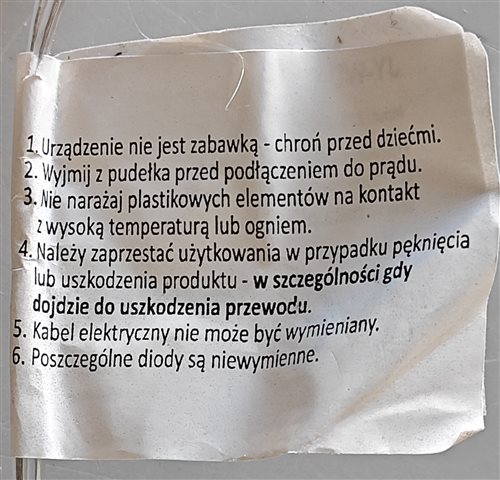 1. Urządzenie nie jest zabawką - chroń przed dziećmi.
2. Wyjmij z pudełka przed podłączeniem do prądu.
3. Nie narażaj plastikowych elementów na kontakt
z wysoką temperaturą lub ogniem.
4. Należy zaprzestać użytkowania w przypadku pęknięcia
lub uszkodzenia produktu - w szczególności gdy
dojdzie do uszkodzenia przewodu.
5. Kabel elektryczny nie może być wymieniany.
6. Poszczególne diody są niewymienne.